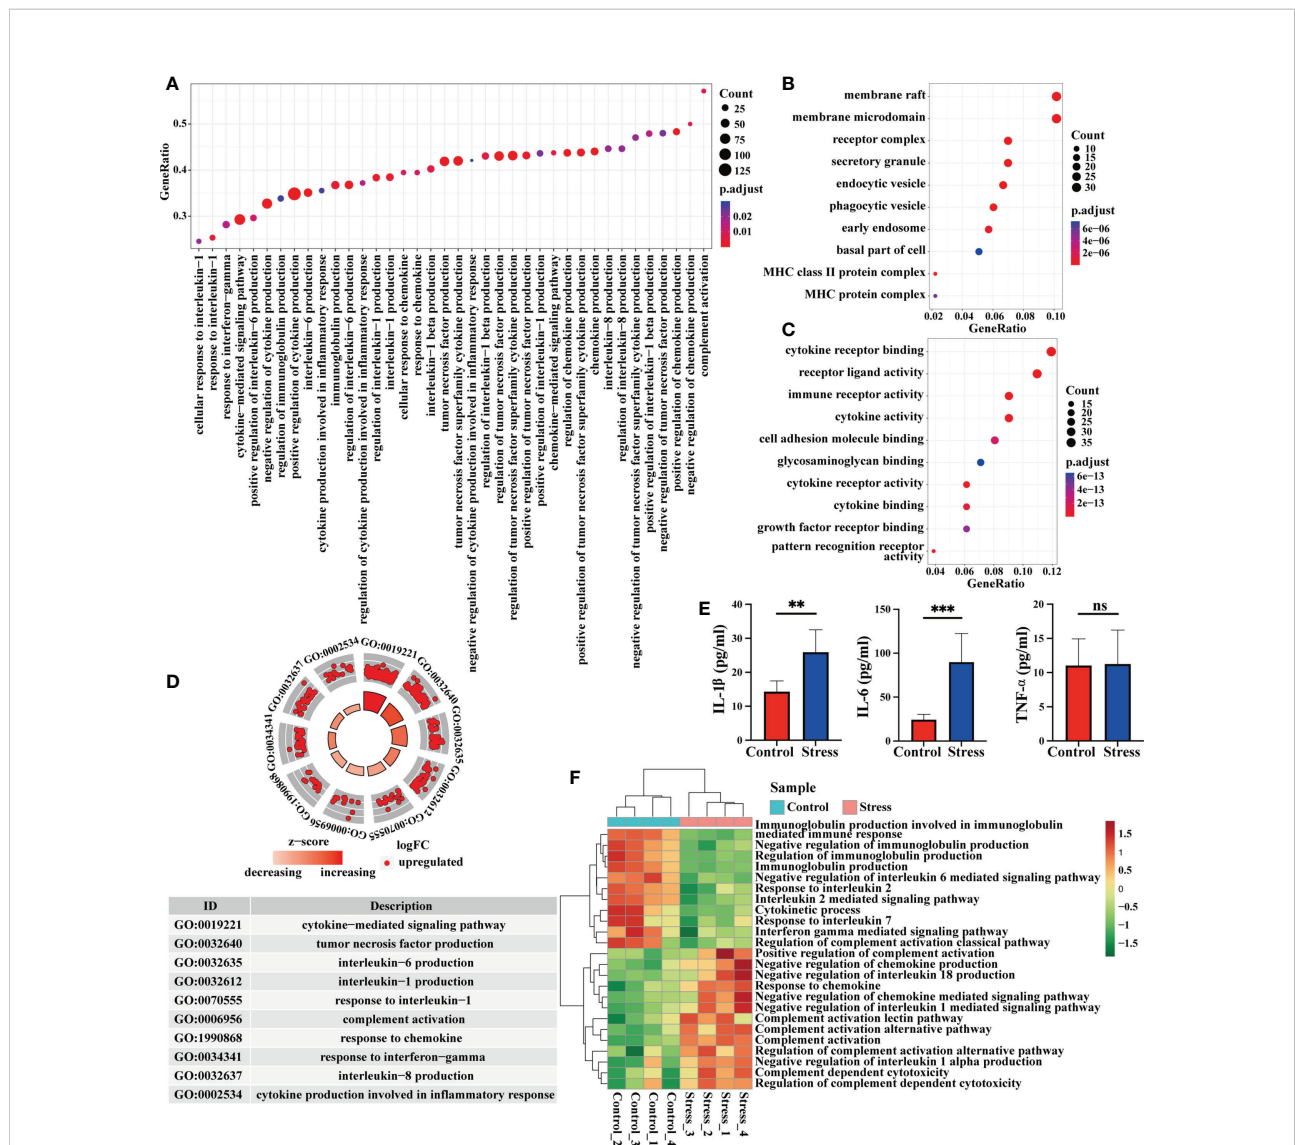 A
0.5
0.4
0.3
GeneRatio
Count
25
50
75
100
125
p.adjust
0.02
0.01
cellular response to interleukin−1
response to interleukin−1
response to interferon−gamma
cytokine−mediated signaling pathway
positive regulation of interleukin−6 production
negative regulation of cytokine production
regulation of immunoglobulin production
positive regulation of cytokine production
interleukin−6 production
cytokine production involved in inflammatory response
immunoglobulin production
regulation of interleukin−6 production
regulation of cytokine production involved in inflammatory response
regulation of interleukin−1 production
interleukin−1 production
cellular response to chemokine
response to chemokine
interleukin−1 beta production
tumor necrosis factor production
tumor necrosis factor superfamily cytokine production
negative regulation of cytokine production involved in inflammatory response
regulation of interleukin−1 beta production
regulation of tumor necrosis factor production
regulation of tumor necrosis factor superfamily cytokine production
positive regulation of tumor necrosis factor production
positive regulation of interleukin−1 production
chemokine−mediated signaling pathway
regulation of chemokine production
positive regulation of tumor necrosis factor superfamily cytokine production
chemokine production
interleukin−8 production
regulation of interleukin−8 production
negative regulation of tumor necrosis factor superfamily cytokine production
positive regulation of interleukin−1 beta production
negative regulation of tumor necrosis factor production
positive regulation of chemokine production
negative regulation of chemokine production
complement activation
B
membrane raft
membrane microdomain
receptor complex
secretory granule
endocytic vesicle
phagocytic vesicle
early endosome
basal part of cell
MHC class II protein complex
MHC protein complex
0.02 0.04 0.06 0.08 0.10
GeneRatio
Count
10
15
20
25
30
p.adjust
6e−06
4e−06
2e−06
C
cytokine receptor binding
receptor ligand activity
immune receptor activity
cytokine activity
cell adhesion molecule binding
glycosaminoglycan binding
cytokine receptor activity
cytokine binding
growth factor receptor binding
pattern recognition receptor
activity
0.04 0.06 0.08 0.10 0.12
GeneRatio
Count
15
20
25
30
35
p.adjust
6e−13
4e−13
2e−13
D
GO:0019221
GO:0032640
GO:0032635
GO:0032612
GO:0070555
GO:0006956
GO:1990868
GO:0034341
GO:0032637
GO:0002534
z−score
decreasing increasing
logFC
upregulated
ID Description
GO:0019221 cytokine−mediated signaling pathway
GO:0032640 tumor necrosis factor production
GO:0032635 interleukin−6 production
GO:0032612 interleukin−1 production
GO:0070555 response to interleukin−1
GO:0006956 complement activation
GO:1990868 response to chemokine
GO:0034341 response to interferon−gamma
GO:0032637 interleukin−8 production
GO:0002534 cytokine production involved in inflammatory response
E
IL-1β (pg/ml)
40
30
20
10
0
**
Control Stress
IL-6 (pg/ml)
150
100
50
0
***
Control Stress
TNF-α (pg/ml)
20
15
10
5
0
ns
Control Stress
F
Sample
Control Stress
Immunoglobulin production involved in immunoglobulin
mediated immune response
Negative regulation of immunoglobulin production
Regulation of immunoglobulin production
Immunoglobulin production
Negative regulation of interleukin 6 mediated signaling pathway
Response to interleukin 2
Interleukin 2 mediated signaling pathway
Cytokinetic process
Response to interleukin 7
Interferon gamma mediated signaling pathway
Regulation of complement activation classical pathway
Positive regulation of complement activation
Negative regulation of chemokine production
Negative regulation of interleukin 18 production
Response to chemokine
Negative regulation of chemokine mediated signaling pathway
Negative regulation of interleukin 1 mediated signaling pathway
Complement activation lectin pathway
Complement activation alternative pathway
Complement activation
Regulation of complement activation alternative pathway
Negative regulation of interleukin 1 alpha production
Complement dependent cytotoxicity
Regulation of complement dependent cytotoxicity
1.5
1
0.5
0
−0.5
−1
−1.5
Control_2
Control_3
Control_1
Control_4
Stress_3
Stress_2
Stress_1
Stress_4